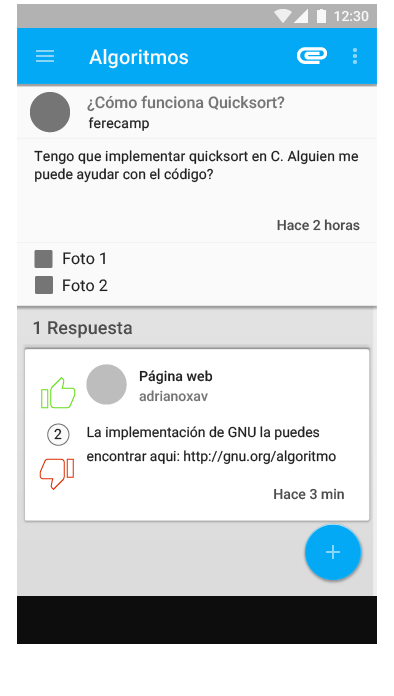 12:30
Algoritmos
¿Cómo funciona Quicksort?
ferecamp
Tengo que implementar quicksort en C. Alguien me
puede ayudar con el código?
Hace 2 horas
Foto 1
Foto 2
1 Respuesta
Página web
adrianoxav
2
La implementación de GNU la puedes
encontrar aqui: http://gnu.org/algoritmo
Hace 3 min